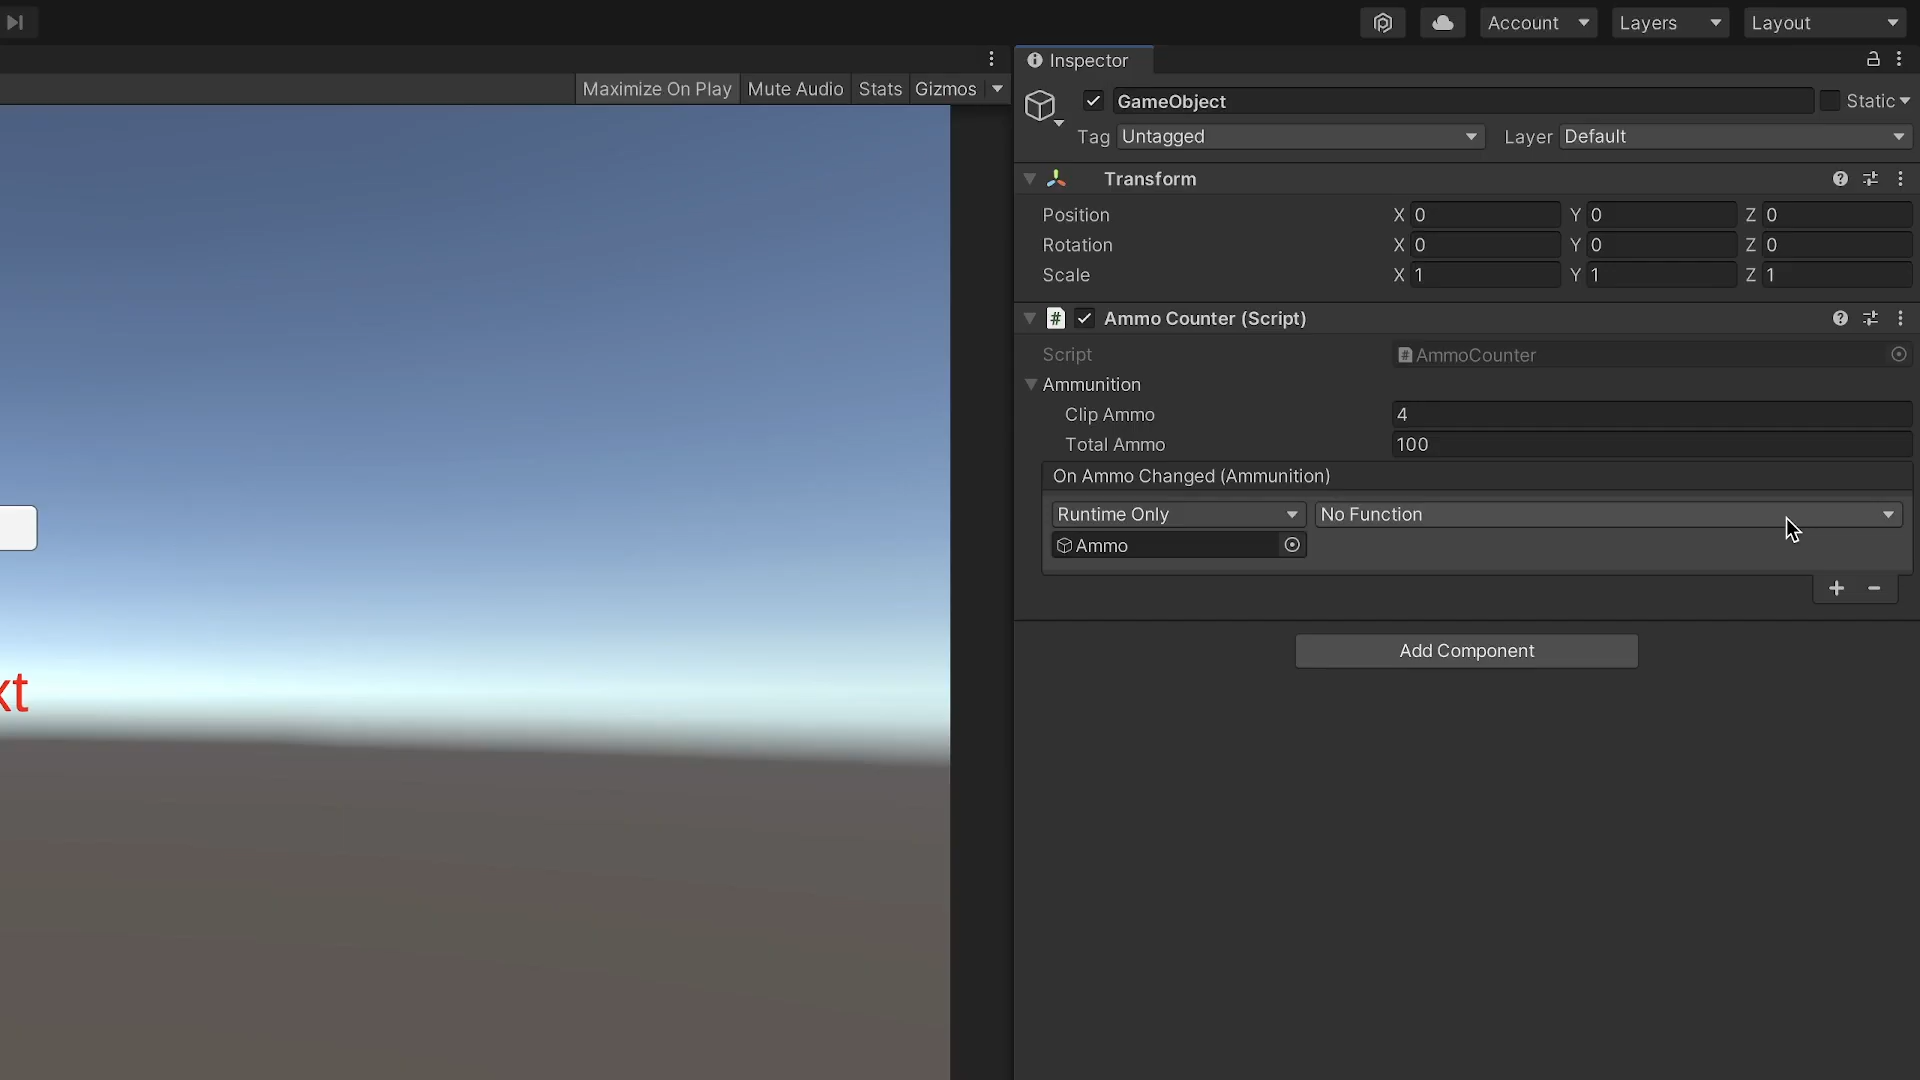 Account
Layers
Layout
Inspector
Maximize On Play
Mute Audio
Stats
Gizmos
GameObject
Static
Tag
Untagged
Layer
Default
Transform
Position
X 0
Y 0
Z 0
Rotation
X 0
Y 0
Z 0
Scale
X 1
Y 1
Z 1
# Ammo Counter (Script)
Script
# AmmoCounter
Ammunition
Clip Ammo
4
Total Ammo
100
On Ammo Changed (Ammunition)
Runtime Only
No Function
Ammo
+ -
Add Component
xt